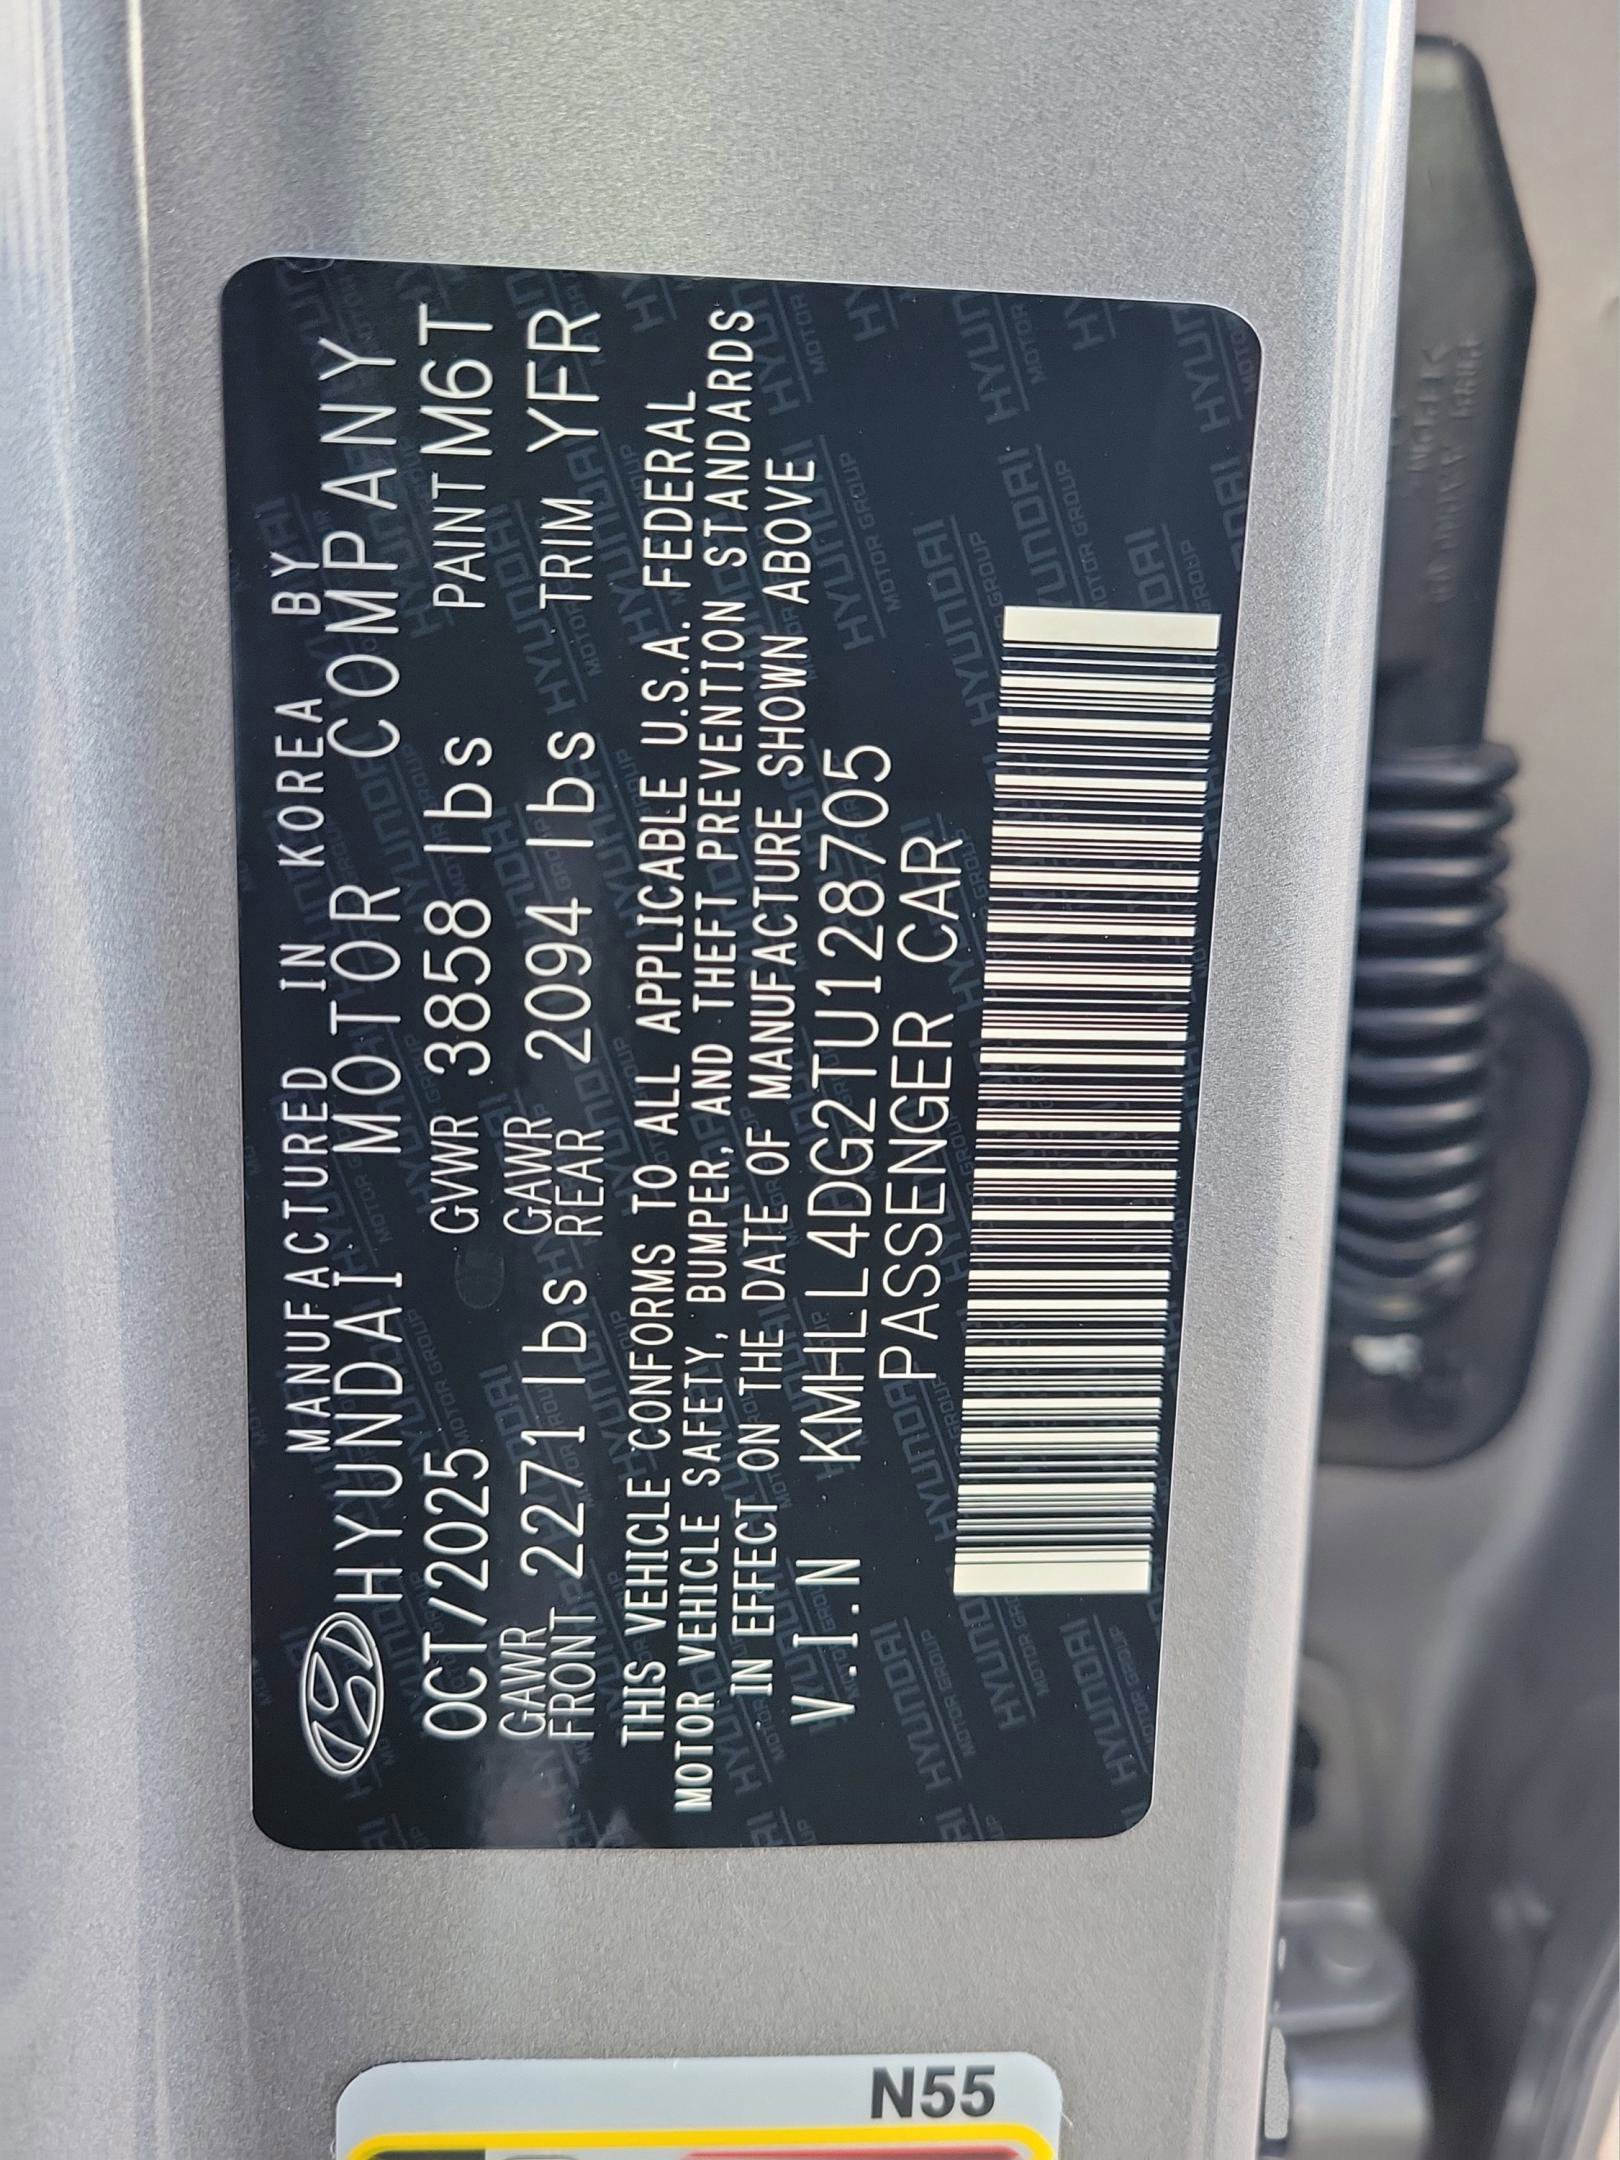 MANUFACTURED IN KOREA BY
HYUNDAI MOTOR COMPANY
OCT/2025 GVWR 3858 lbs PAINT M6T
GAWR FRONT 2271 lbs GAWR REAR 2094 lbs TRIM YFR
THIS VEHICLE CONFORMS TO ALL APPLICABLE U.S.A. FEDERAL
MOTOR VEHICLE SAFETY, BUMPER, AND THEFT PREVENTION STANDARDS
IN EFFECT ON THE DATE OF MANUFACTURE SHOWN ABOVE
V.I.N KMHLL4DG2TU128705
PASSENGER CAR
N55